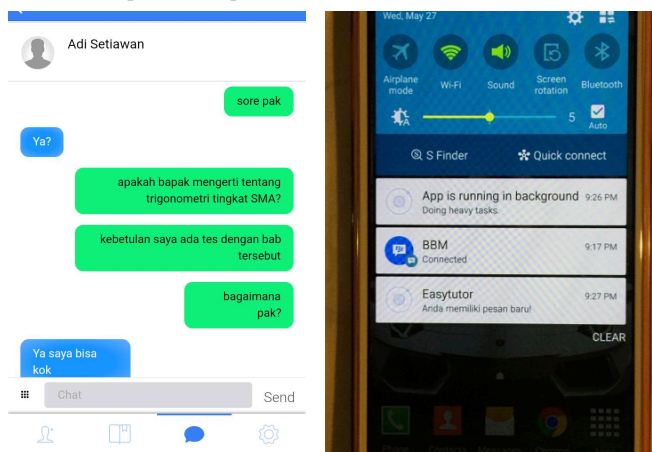 Adi Setiawan
sore pak
Ya?
apakah bapak mengerti tentang
trigonometri tingkat SMA?
kebetulan saya ada tes dengan bab
tersebut
bagaimana
pak?
Ya saya bisa
kok
Chat
Send
Wed, May 27
Airplane
mode
Wi-Fi
Sound
Screen
rotation
Bluetooth
A
5
Auto
S Finder
Quick connect
App is running in background 9:26 PM
Doing heavy tasks.
BBM 9:17 PM
Connected
Easytutor 9:27 PM
Anda memiliki pesan baru!
CLEAR